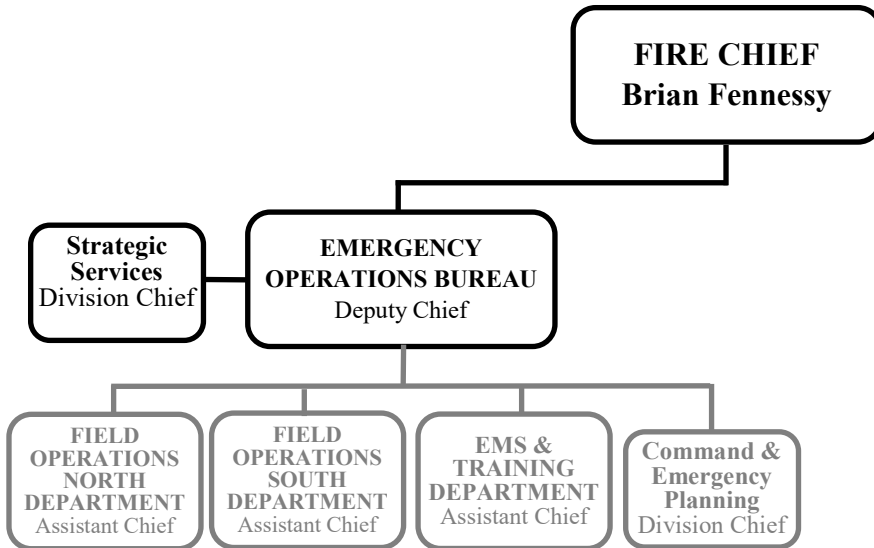 FIRE CHIEF
Brian Fennessy
Strategic
Services
Division Chief
EMERGENCY
OPERATIONS BUREAU
Deputy Chief
FIELD
OPERATIONS
NORTH
DEPARTMENT
Assistant Chief
FIELD
OPERATIONS
SOUTH
DEPARTMENT
Assistant Chief
EMS &
TRAINING
DEPARTMENT
Assistant Chief
Command &
Emergency
Planning
Division Chief